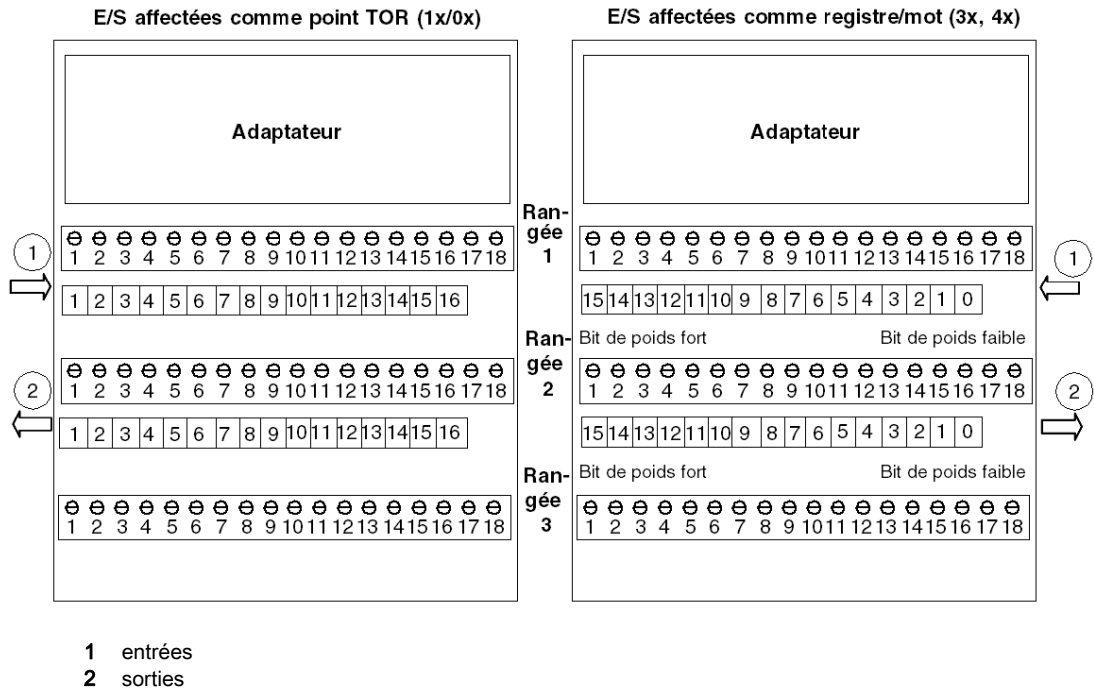 E/S affectées comme point TOR (1x/0x)
E/S affectées comme registre/mot (3x, 4x)
Adaptateur
Adaptateur
Ran-
gée
1
1
1 2 3 4 5 6 7 8 9 10 11 12 13 14 15 16 17 18
1 2 3 4 5 6 7 8 9 10 11 12 13 14 15 16 17 18
1
1 2 3 4 5 6 7 8 9 10 11 12 13 14 15 16
15 14 13 12 11 10 9 8 7 6 5 4 3 2 1 0
Bit de poids fort
Bit de poids faible
Ran-
gée
2
2
1 2 3 4 5 6 7 8 9 10 11 12 13 14 15 16 17 18
1 2 3 4 5 6 7 8 9 10 11 12 13 14 15 16 17 18
2
1 2 3 4 5 6 7 8 9 10 11 12 13 14 15 16
15 14 13 12 11 10 9 8 7 6 5 4 3 2 1 0
Bit de poids fort
Bit de poids faible
Ran-
gée
3
1 2 3 4 5 6 7 8 9 10 11 12 13 14 15 16 17 18
1 2 3 4 5 6 7 8 9 10 11 12 13 14 15 16 17 18
1 entrées
2 sorties